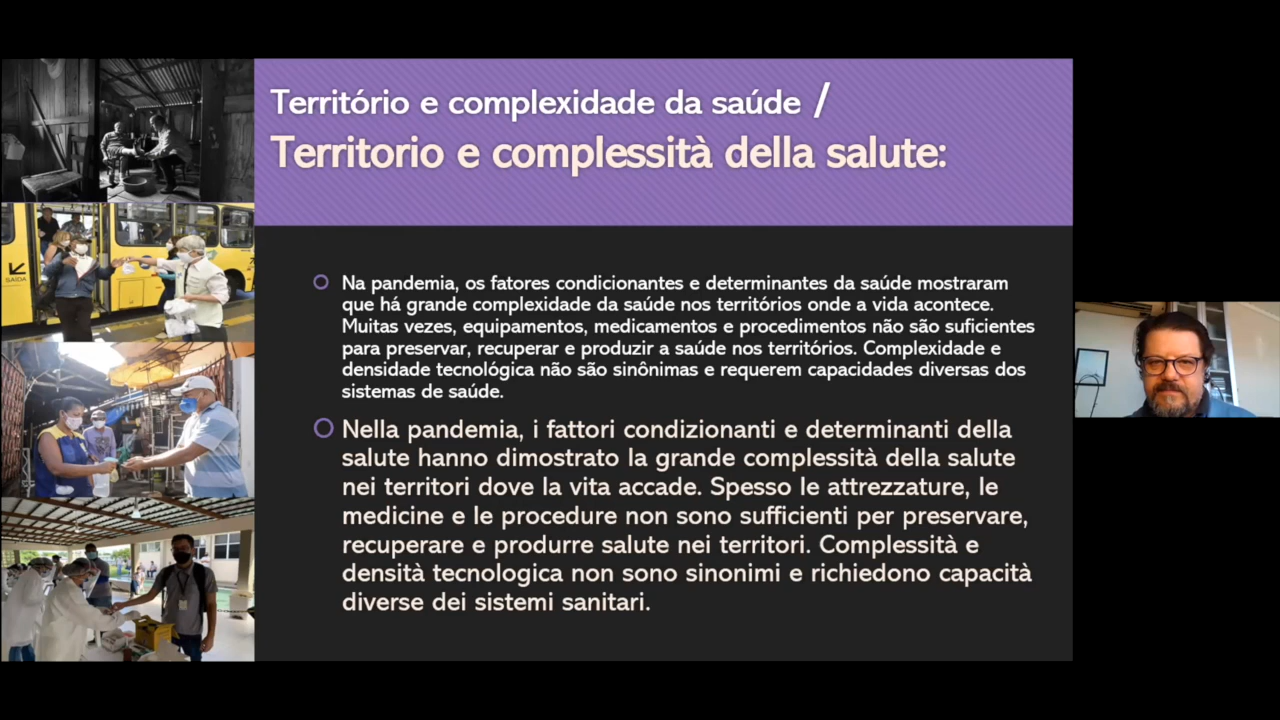 Território e complexidade da saúde /
Territorio e complessità della salute:
Na pandemia, os fatores condicionantes e determinantes da saúde mostraram
que há grande complexidade da saúde nos territórios onde a vida acontece.
Muitas vezes, equipamentos, medicamentos e procedimentos não são suficientes
para preservar, recuperar e produzir a saúde nos territórios. Complexidade e
densidade tecnológica não são sinônimas e requerem capacidades diversas dos
sistemas de saúde.
Nella pandemia, i fattori condizionanti e determinanti della
salute hanno dimostrato la grande complessità della salute
nei territori dove la vita accade. Spesso le attrezzature, le
medicine e le procedure non sono sufficienti per preservare,
recuperare e produrre salute nei territori. Complessità e
densità tecnologica non sono sinonimi e richiedono capacità
diverse dei sistemi sanitari.
SAÍDA